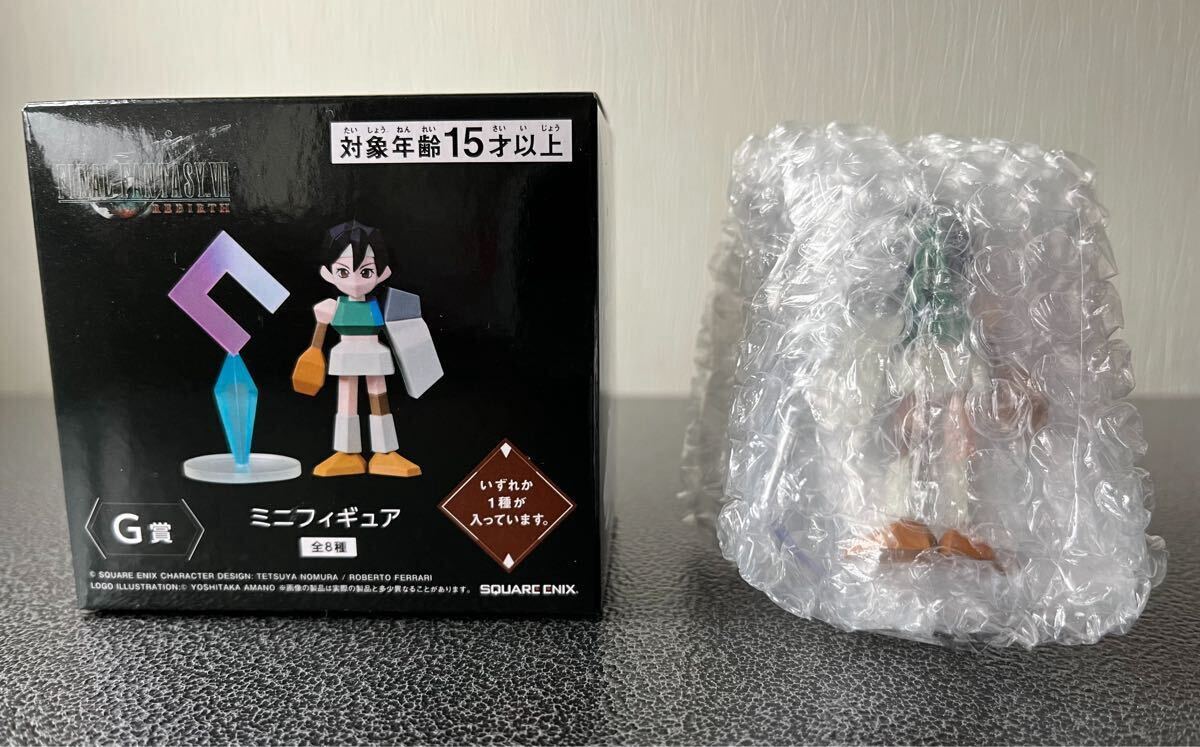 たいしょうねんれい さいいじょう
対象年齢15才以上
FINAL FANTASY VII
REBIRTH
いずれか
1種が
入っています。
G賞
ミニフィギュア
全8種
© SQUARE ENIX CHARACTER DESIGN: TETSUYA NOMURA / ROBERTO FERRARI
LOGO ILLUSTRATION:© YOSHITAKA AMANO ※画像の製品は実際の製品と多少異なることがあります。
SQUARE ENIX.